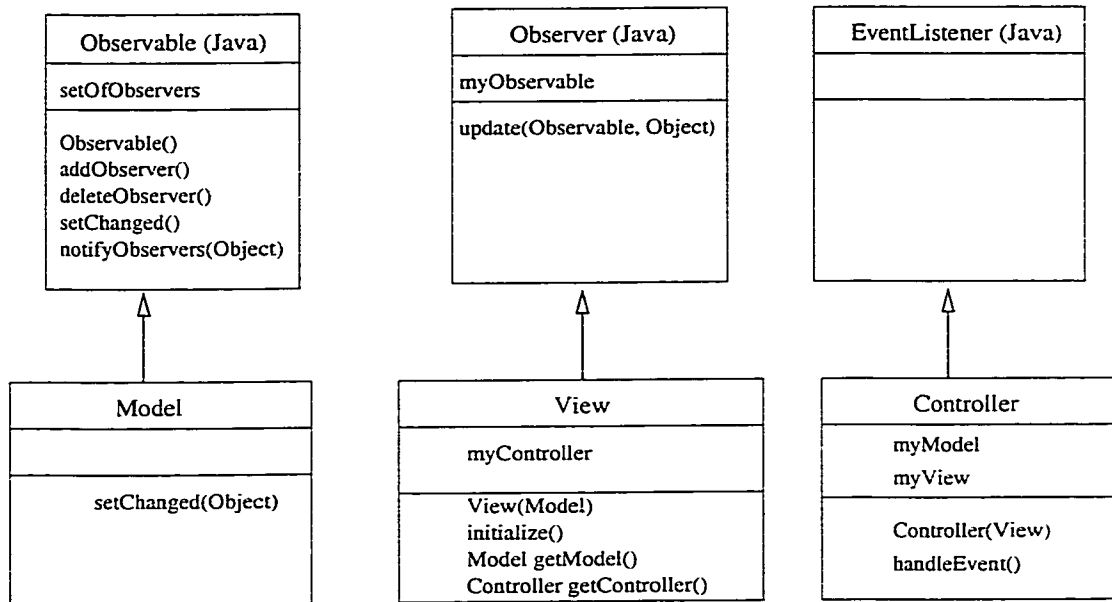 Observable (Java)
setOfObservers
Observable()
addObserver()
deleteObserver()
setChanged()
notifyObservers(Object)
Observer (Java)
myObservable
update(Observable, Object)
EventListener (Java)
Model
setChanged(Object)
View
myController
View(Model)
initialize()
Model getModel()
Controller getController()
Controller
myModel
myView
Controller(View)
handleEvent()